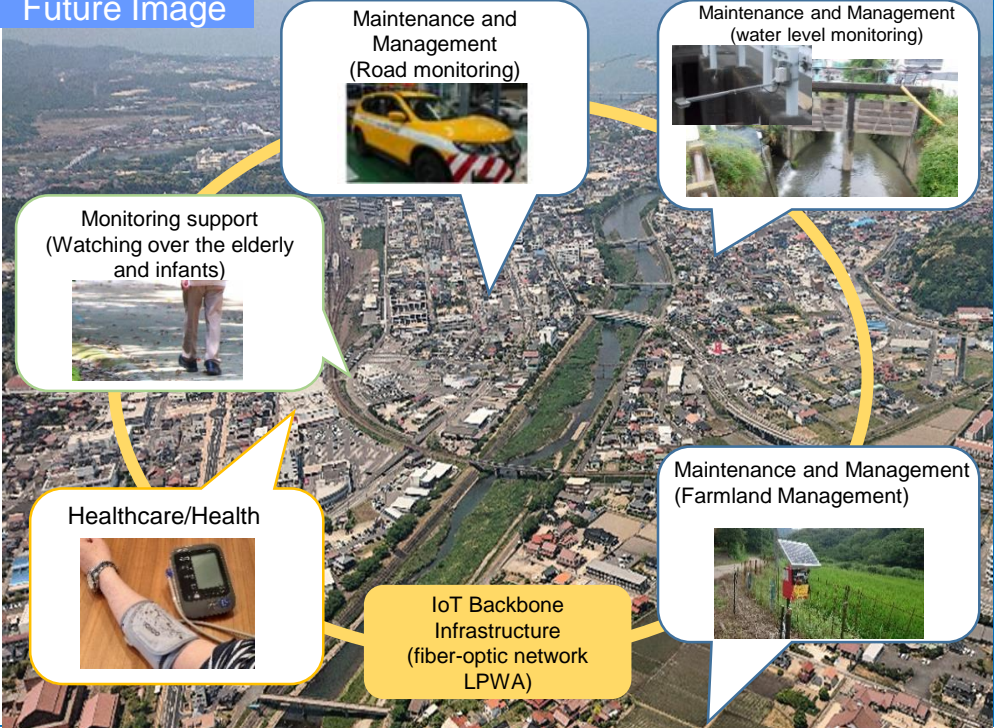 Future Image
Maintenance and
Management
(Road monitoring)
Maintenance and Management
(water level monitoring)
Monitoring support
(Watching over the elderly
and infants)
Healthcare/Health
Maintenance and Management
(Farmland Management)
IoT Backbone
Infrastructure
(fiber-optic network
LPWA)